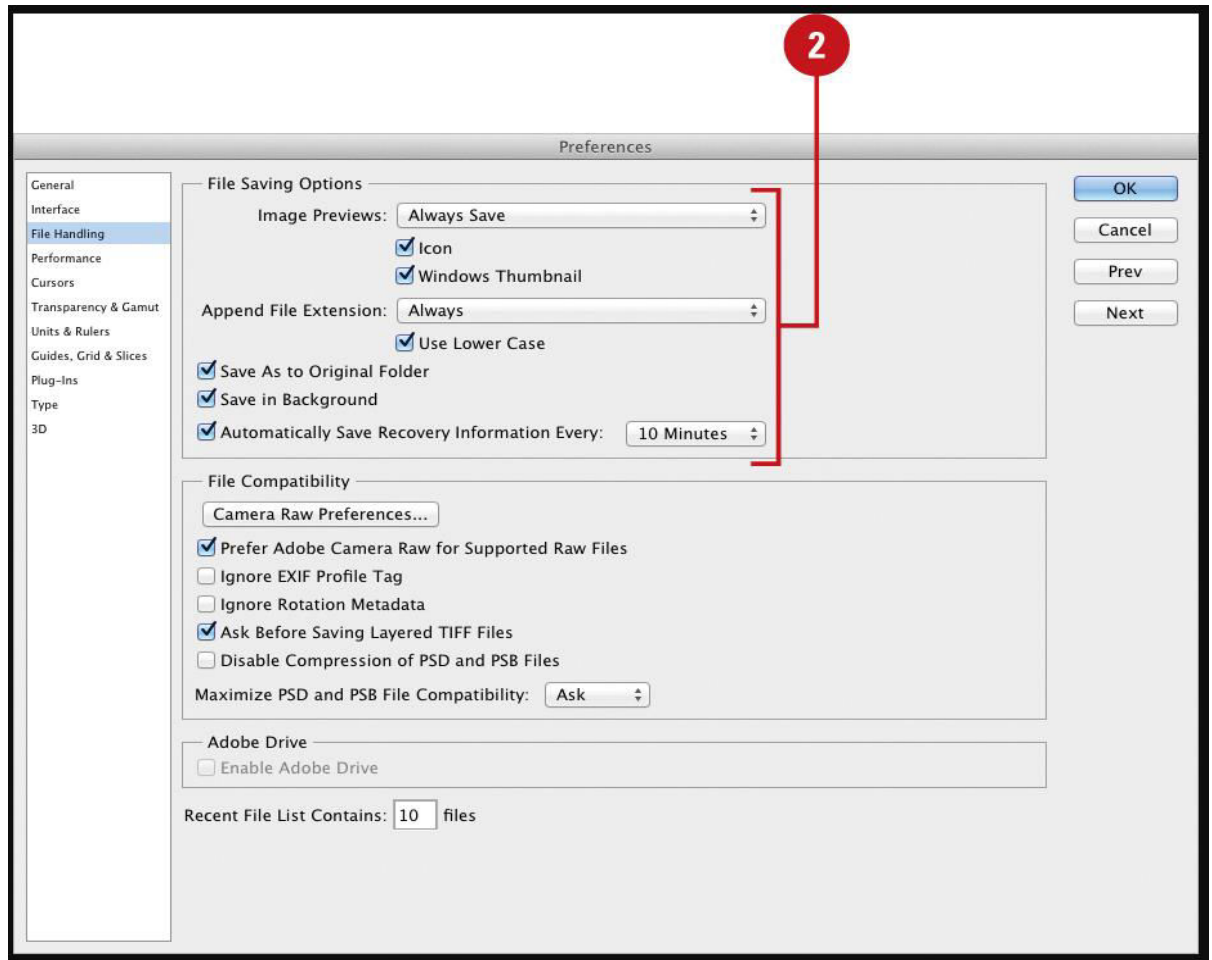 2
Preferences
General
Interface
File Handling
Performance
Cursors
Transparency & Gamut
Units & Rulers
Guides, Grid & Slices
Plug-Ins
Type
3D
File Saving Options
Image Previews: Always Save
Icon
Windows Thumbnail
Append File Extension: Always
Use Lower Case
Save As to Original Folder
Save in Background
Automatically Save Recovery Information Every: 10 Minutes
File Compatibility
Camera Raw Preferences...
Prefer Adobe Camera Raw for Supported Raw Files
Ignore EXIF Profile Tag
Ignore Rotation Metadata
Ask Before Saving Layered TIFF Files
Disable Compression of PSD and PSB Files
Maximize PSD and PSB File Compatibility: Ask
Adobe Drive
Enable Adobe Drive
Recent File List Contains: 10 files
OK
Cancel
Prev
Next